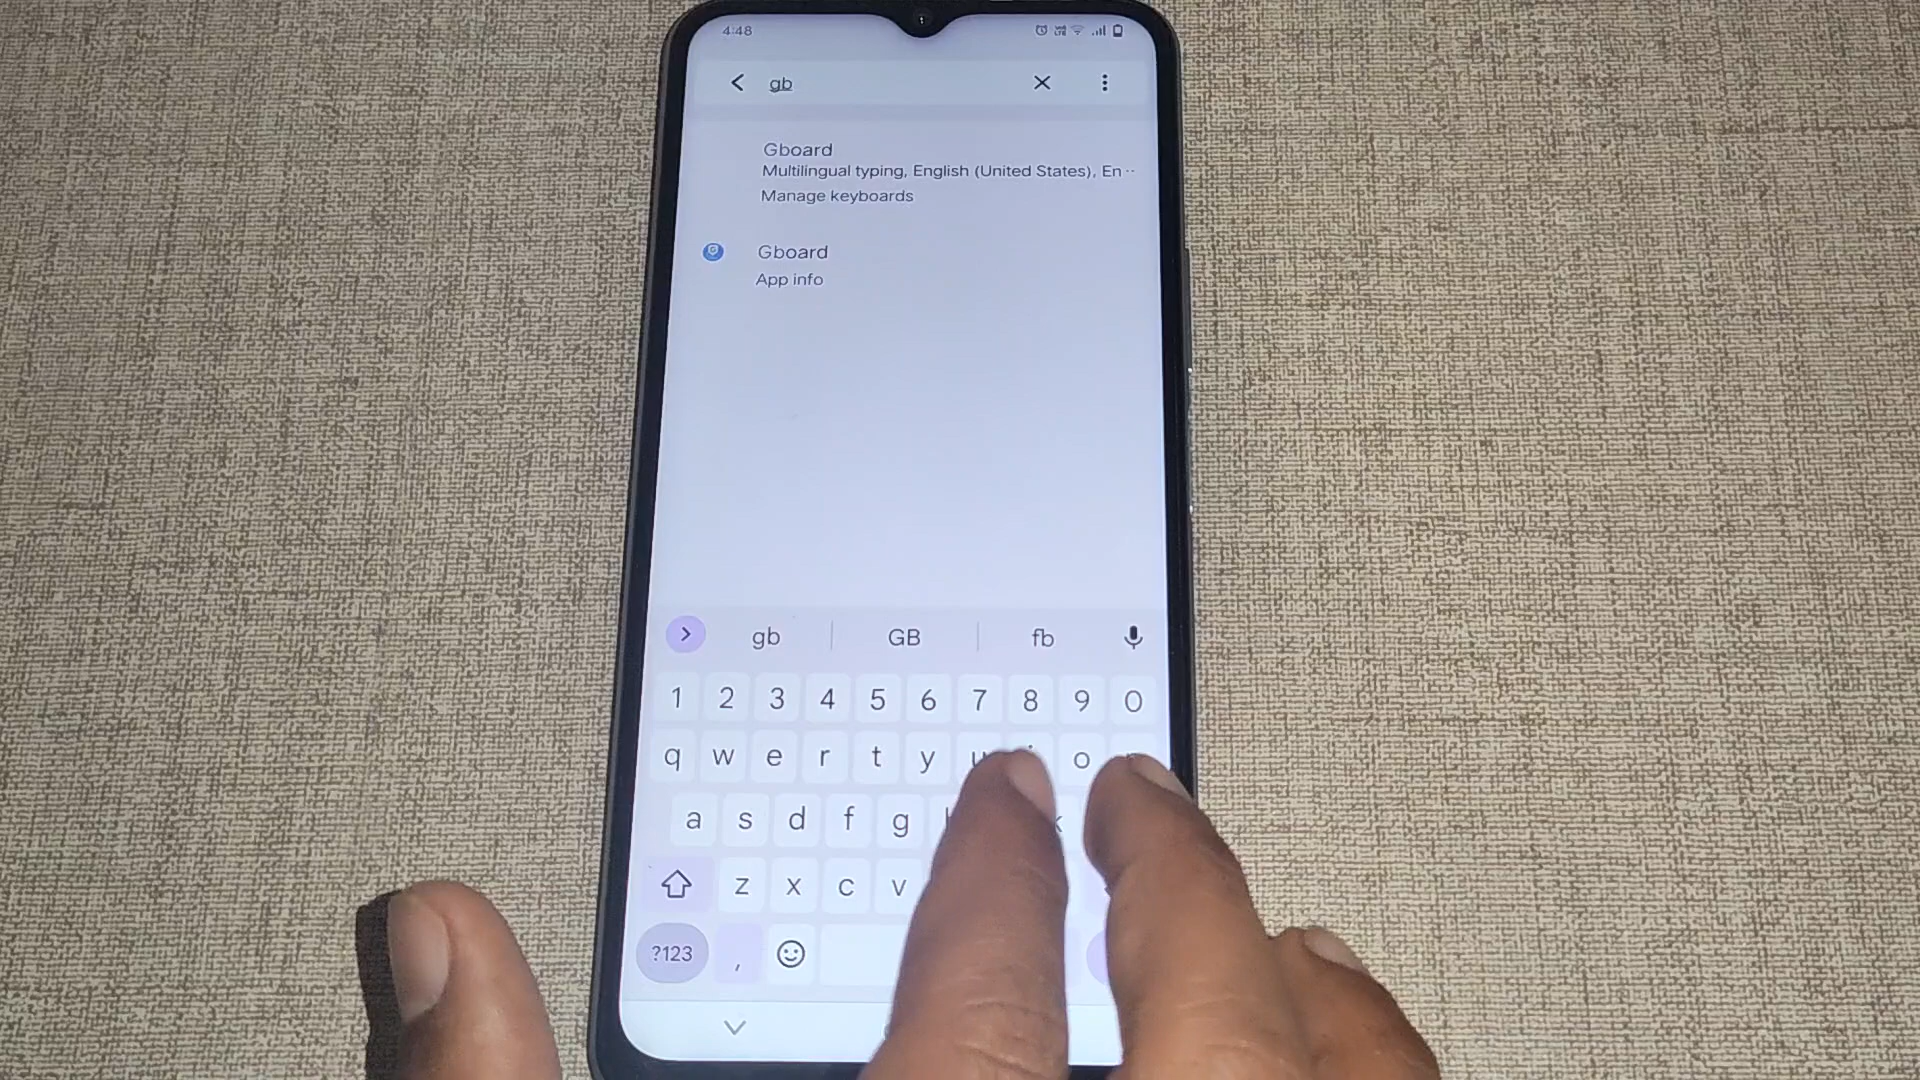 4:48
gb
Gboard
Multilingual typing, English (United States), En ··
Manage keyboards
Gboard
App info
gb GB fb
1 2 3 4 5 6 7 8 9 0
q w e r t y u o
a s d f g
z x c v
?123 ,